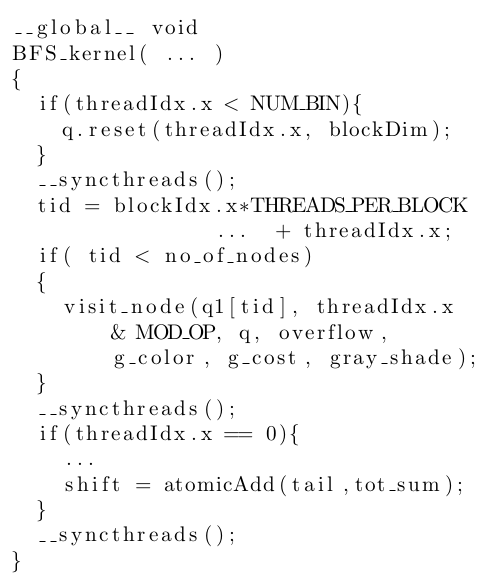 __global__ void
BFS_kernel( ... )
{
if(threadIdx.x < NUM_BIN){
q.reset(threadIdx.x, blockDim);
}
__syncthreads();
tid = blockIdx.x*THREADS_PER_BLOCK
... + threadIdx.x;
if( tid < no_of_nodes)
{
visit_node(q1[tid], threadIdx.x
& MOD_OP, q, overflow,
g_color, g_cost, gray_shade);
}
__syncthreads();
if(threadIdx.x == 0){
...
shift = atomicAdd(tail,tot_sum);
}
__syncthreads();
}